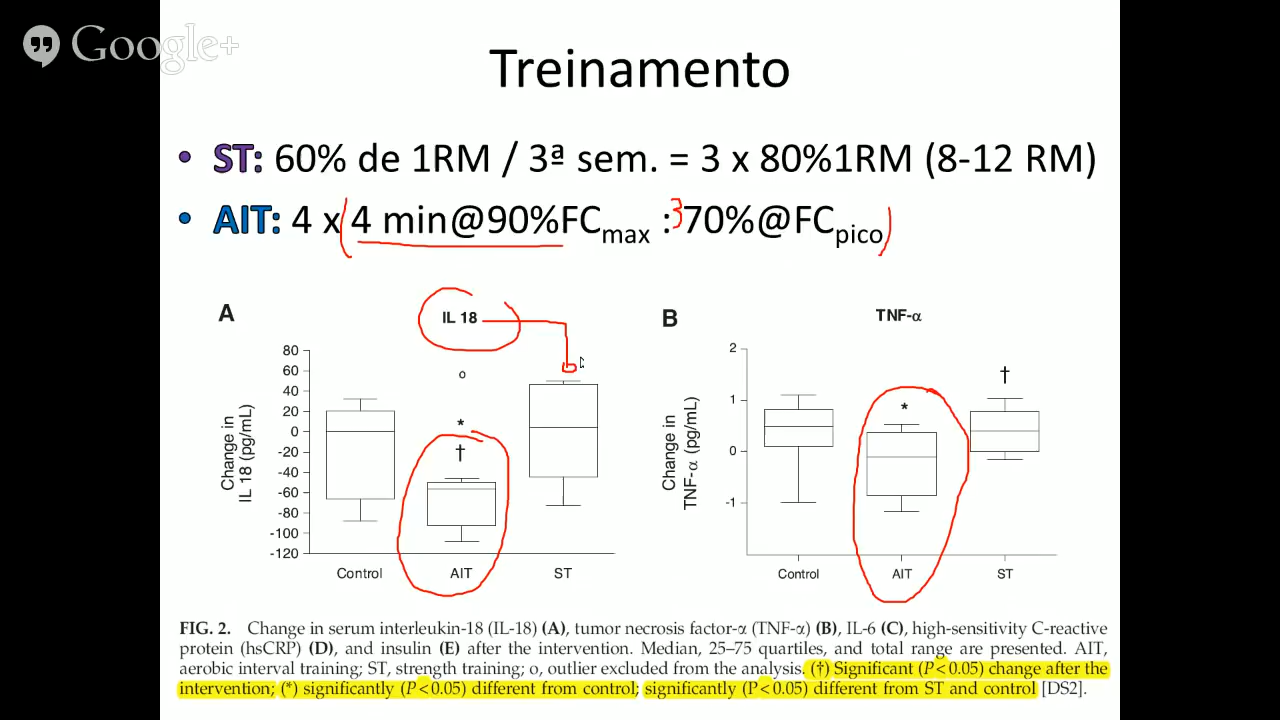 Google+
Treinamento
• ST: 60% de 1RM / 3ª sem. = 3 x 80%1RM (8-12 RM)
• AIT: 4 x (4 min@90%FCmax : 3 70%@FCpico)
A
IL 18
80
60
40
20
0
-20
-40
-60
-80
-100
-120
Change in
IL 18 (pg/mL)
o
*
†
Control AIT ST
B
TNF-α
2
1
0
-1
Change in
TNF-α (pg/mL)
*
†
Control AIT ST
FIG. 2. Change in serum interleukin-18 (IL-18) (A), tumor necrosis factor-α (TNF-α) (B), IL-6 (C), high-sensitivity C-reactive
protein (hsCRP) (D), and insulin (E) after the intervention. Median, 25–75 quartiles, and total range are presented. AIT,
aerobic interval training; ST, strength training; o, outlier excluded from the analysis. (†) Significant (P < 0.05) change after the
intervention; (*) significantly (P < 0.05) different from control; significantly (P < 0.05) different from ST and control [DS2].